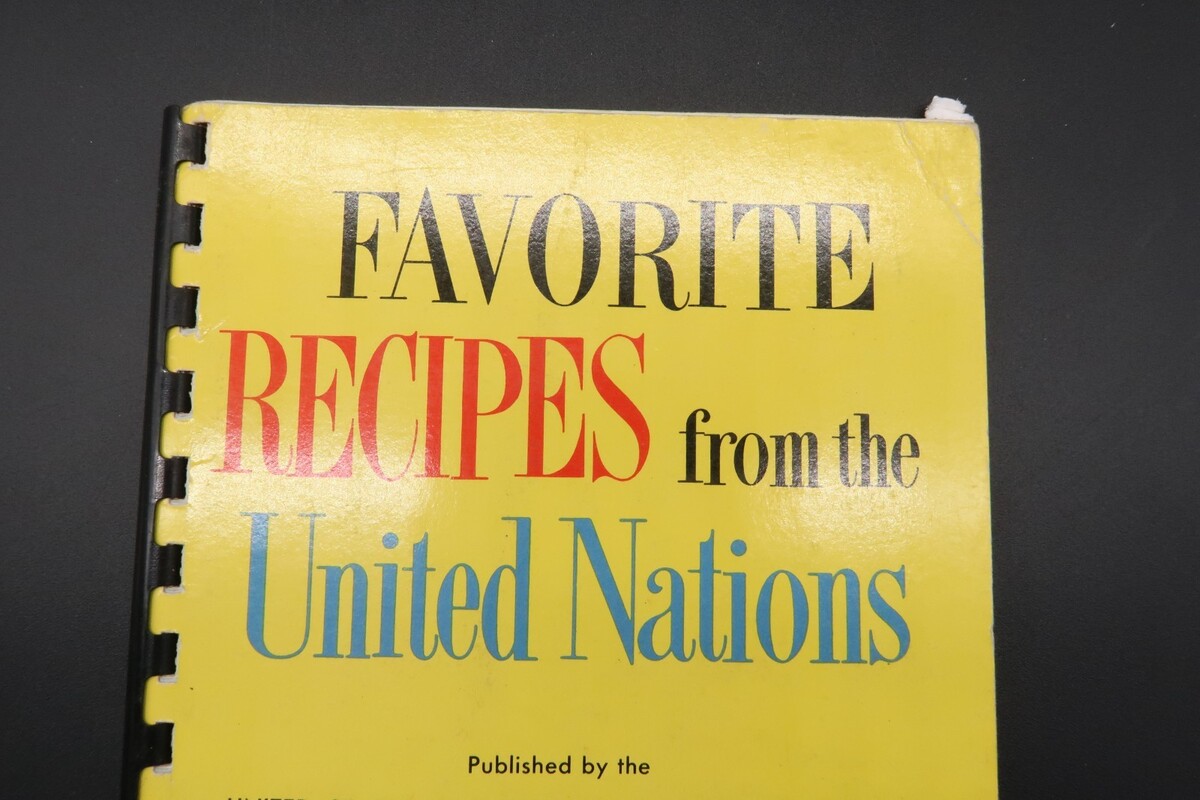 FAVORITE
RECIPES from the
United Nations
Published by the